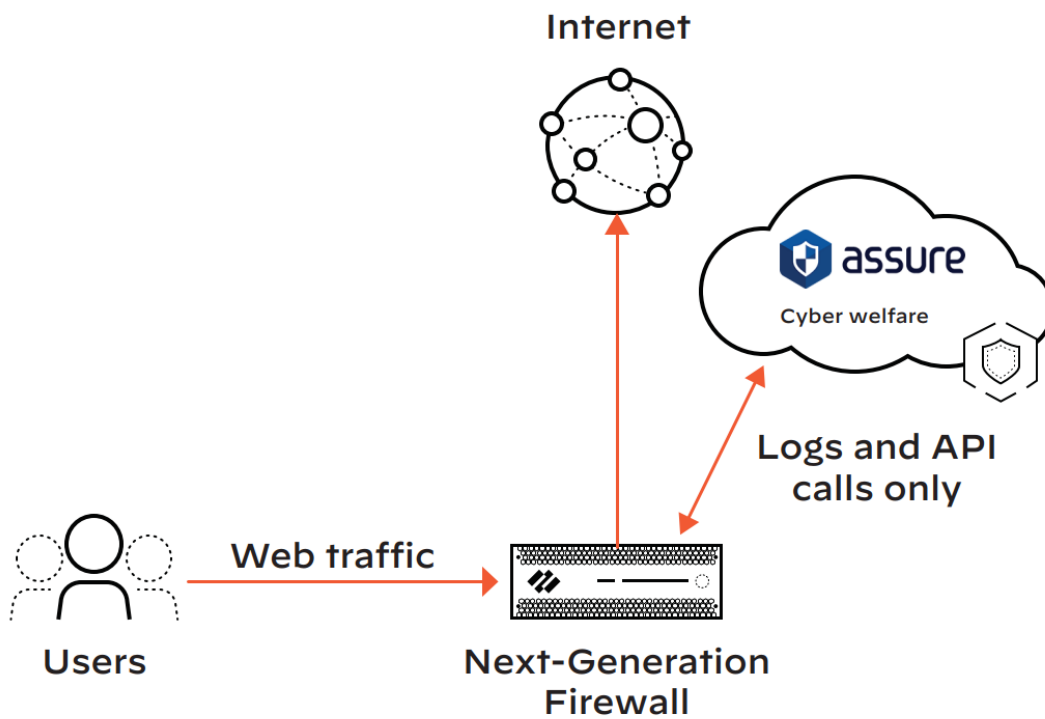 Internet
assure
Cyber welfare
Logs and API
calls only
Web traffic
Users
Next-Generation
Firewall